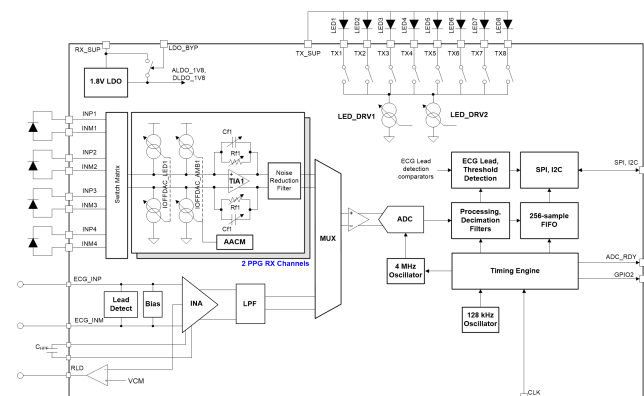 LED1 LED2 LED3 LED4 LED5 LED6 LED7 LED8
RX_SUP
LDO_BYP
TX_SUP
TX1 TX2 TX3 TX4 TX5 TX6 TX7 TX8
1.8V LDO
ALDO_1V8,
DLDO_1V8
LED_DRV1
LED_DRV2
INP1
INM1
INP2
INM2
INP3
INM3
INP4
INM4
Switch Matrix
IOFFDAC_LED1
IOFFDAC_AMB1
Cf1
Rf1
TIA1
Rf1
Cf1
AACM
Noise
Reduction
Filter
2 PPG RX Channels
MUX
ADC
ECG Lead
detection
comparators
ECG Lead,
Threshold
Detection
SPI, I2C
SPI, I2C
Processing,
Decimation
Filters
256-sample
FIFO
4 MHz
Oscillator
Timing Engine
ADC_RDY
GPIO2
128 kHz
Oscillator
CLK
ECG_INP
Lead
Detect
Bias
INA
LPF
ECG_INM
RLD
VCM